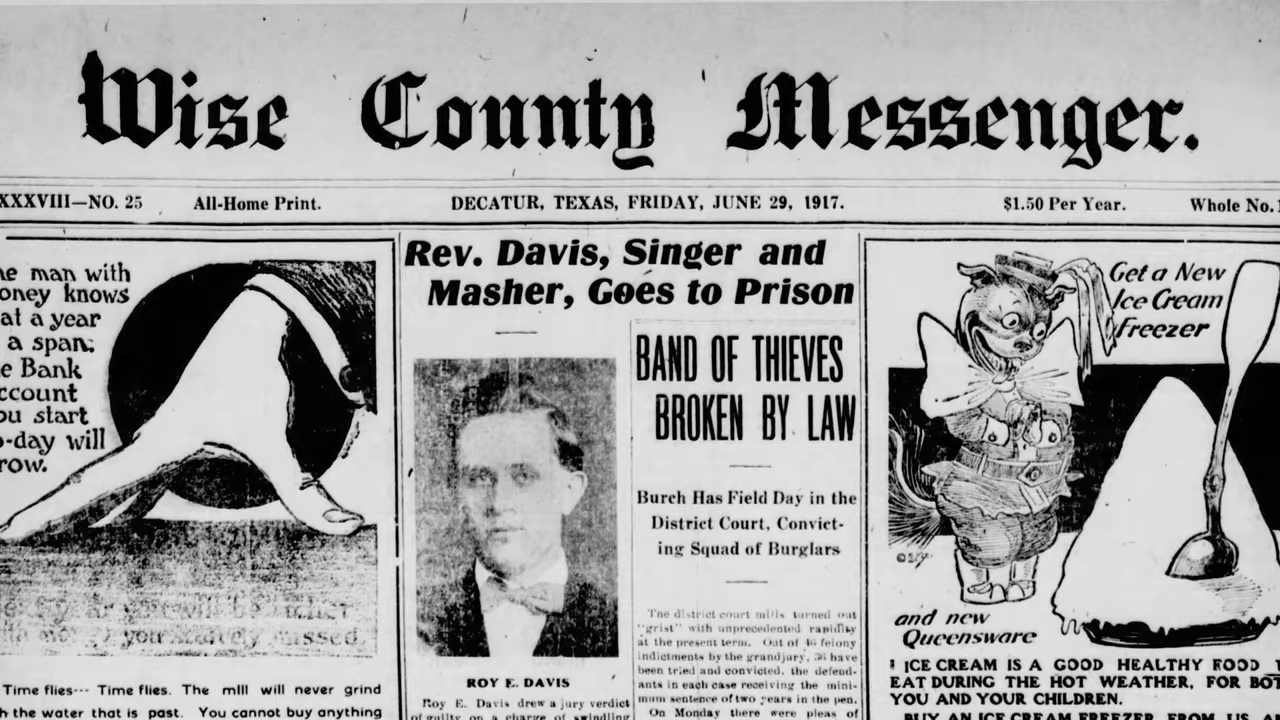 Wise County Messenger.
XXXVIII—NO. 25 All-Home Print. DECATUR, TEXAS, FRIDAY, JUNE 29, 1917. $1.50 Per Year. Whole No.
he man with
oney knows
at a year
a span;
e Bank
ccount
ou start
o-day will
row.
Time flies--- Time flies. The mlll will never grind
h the water that is past. You cannot buy anything
Rev. Davis, Singer and
Masher, Goes to Prison
ROY E. DAVIS
Roy E. Davis drew a jury verdict
of guilty on a charge of swindling
BAND OF THIEVES
BROKEN BY LAW
Burch Has Field Day in the
District Court, Convict-
ing Squad of Burglars
The district court mills turned out
"grist" with unprecedented rapidity
at the present term. Out of felony
indictments by the grandjury, 36 have
been tried and convicted, the defend-
ants in each case receiving the mini-
mum sentence of two years in the pen.
On Monday there were pleas of
Get a New
Ice Cream
Freezer
and new
Queensware
ICE CREAM IS A GOOD HEALTHY FOOD
EAT DURING THE HOT WEATHER, FOR BOT
YOU AND YOUR CHILDREN.
BUY AN ICE CREAM FREEZER FROM US